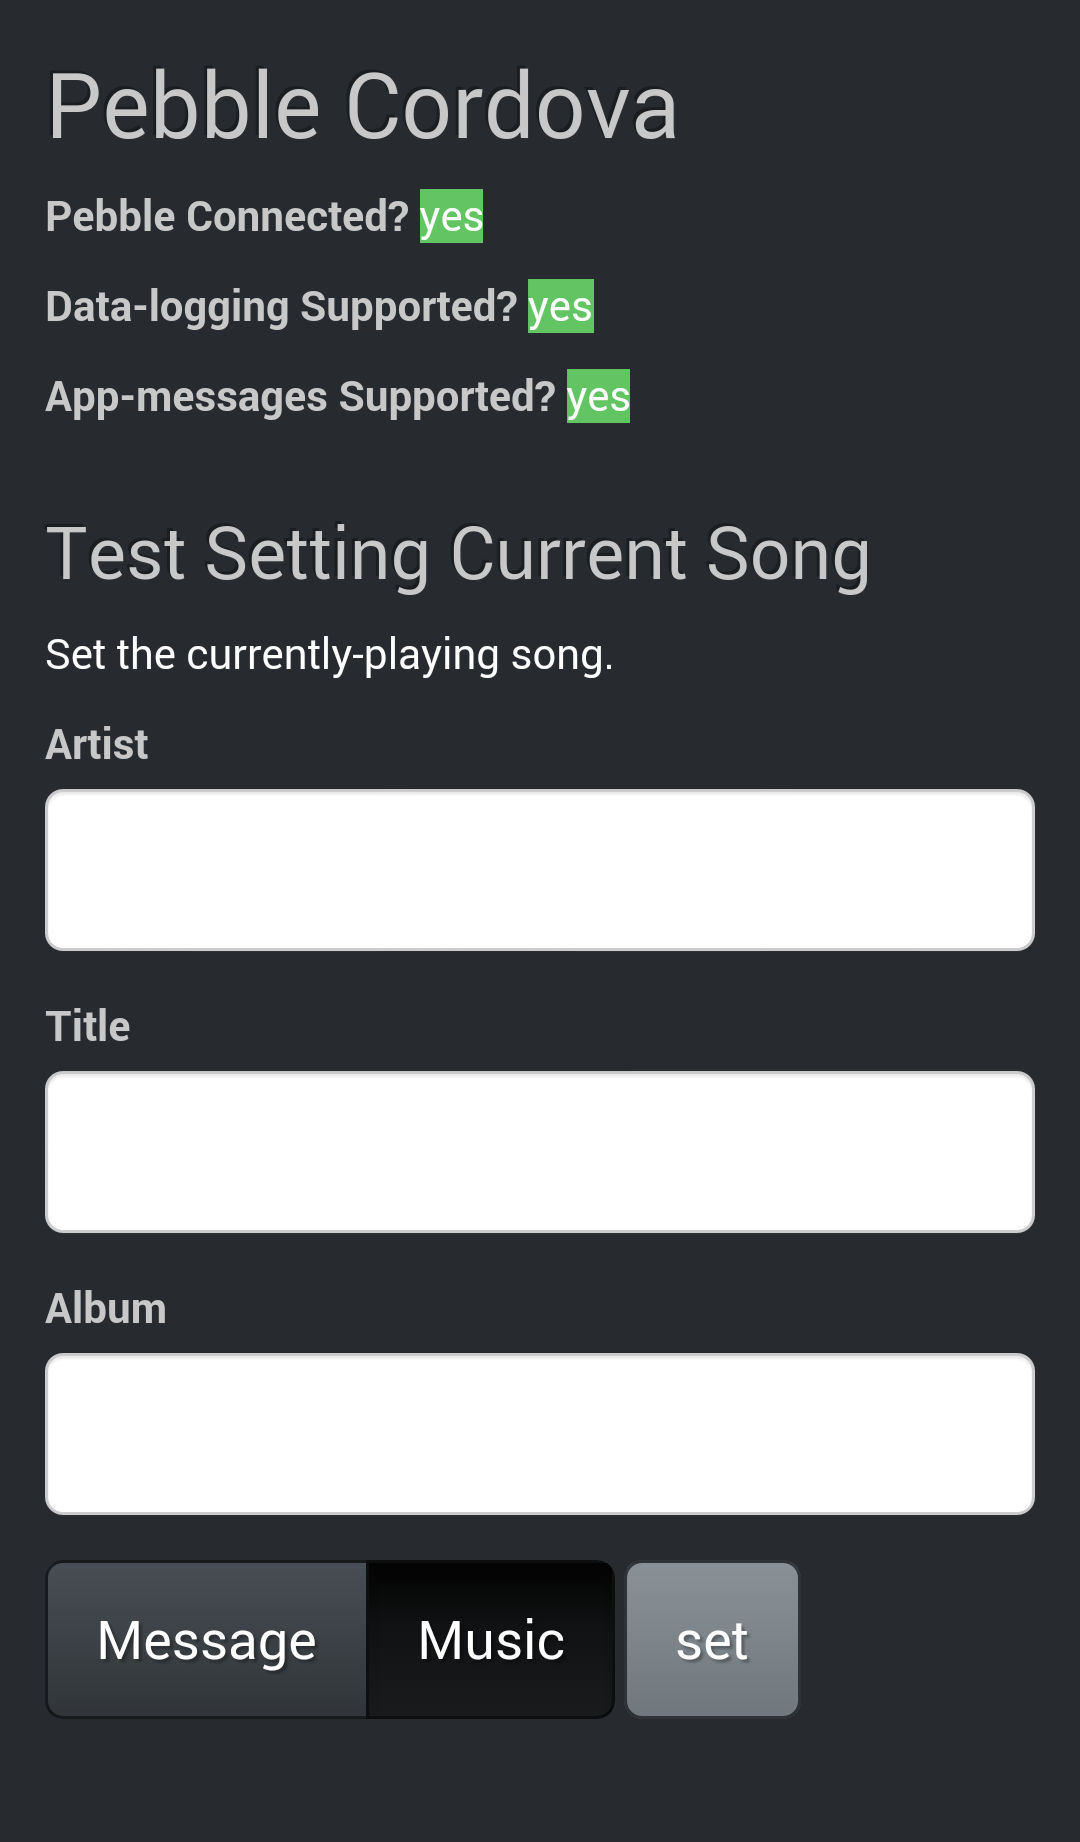 Pebble Cordova
Pebble Connected? yes
Data-logging Supported? yes
App-messages Supported? yes
Test Setting Current Song
Set the currently-playing song.
Artist
Title
Album
Message Music set